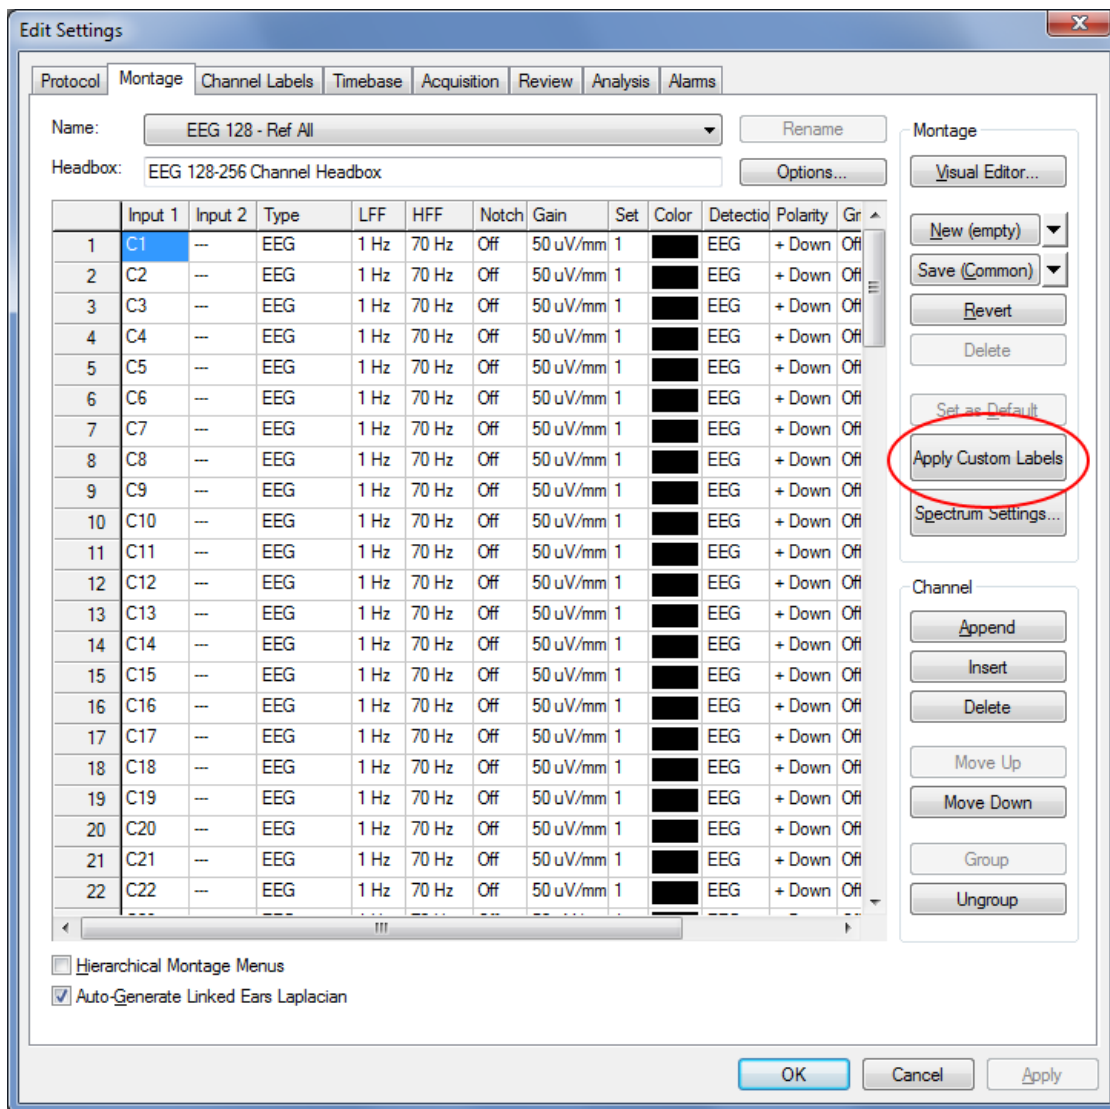 Edit Settings
Protocol Montage Channel Labels Timebase Acquisition Review Analysis Alarms
Name: EEG 128 - Ref All Rename
Headbox: EEG 128-256 Channel Headbox Options...
Input 1 Input 2 Type LFF HFF Notch Gain Set Color Detectio Polarity Gr
1 C1 --- EEG 1 Hz 70 Hz Off 50 uV/mm 1 EEG + Down Off
2 C2 --- EEG 1 Hz 70 Hz Off 50 uV/mm 1 EEG + Down Off
3 C3 --- EEG 1 Hz 70 Hz Off 50 uV/mm 1 EEG + Down Off
4 C4 --- EEG 1 Hz 70 Hz Off 50 uV/mm 1 EEG + Down Off
5 C5 --- EEG 1 Hz 70 Hz Off 50 uV/mm 1 EEG + Down Off
6 C6 --- EEG 1 Hz 70 Hz Off 50 uV/mm 1 EEG + Down Off
7 C7 --- EEG 1 Hz 70 Hz Off 50 uV/mm 1 EEG + Down Off
8 C8 --- EEG 1 Hz 70 Hz Off 50 uV/mm 1 EEG + Down Off
9 C9 --- EEG 1 Hz 70 Hz Off 50 uV/mm 1 EEG + Down Off
10 C10 --- EEG 1 Hz 70 Hz Off 50 uV/mm 1 EEG + Down Off
11 C11 --- EEG 1 Hz 70 Hz Off 50 uV/mm 1 EEG + Down Off
12 C12 --- EEG 1 Hz 70 Hz Off 50 uV/mm 1 EEG + Down Off
13 C13 --- EEG 1 Hz 70 Hz Off 50 uV/mm 1 EEG + Down Off
14 C14 --- EEG 1 Hz 70 Hz Off 50 uV/mm 1 EEG + Down Off
15 C15 --- EEG 1 Hz 70 Hz Off 50 uV/mm 1 EEG + Down Off
16 C16 --- EEG 1 Hz 70 Hz Off 50 uV/mm 1 EEG + Down Off
17 C17 --- EEG 1 Hz 70 Hz Off 50 uV/mm 1 EEG + Down Off
18 C18 --- EEG 1 Hz 70 Hz Off 50 uV/mm 1 EEG + Down Off
19 C19 --- EEG 1 Hz 70 Hz Off 50 uV/mm 1 EEG + Down Off
20 C20 --- EEG 1 Hz 70 Hz Off 50 uV/mm 1 EEG + Down Off
21 C21 --- EEG 1 Hz 70 Hz Off 50 uV/mm 1 EEG + Down Off
22 C22 --- EEG 1 Hz 70 Hz Off 50 uV/mm 1 EEG + Down Off
Hierarchical Montage Menus
Auto-Generate Linked Ears Laplacian
Montage
Visual Editor...
New (empty)
Save (Common)
Revert
Delete
Set as Default
Apply Custom Labels
Spectrum Settings...
Channel
Append
Insert
Delete
Move Up
Move Down
Group
Ungroup
OK Cancel Apply